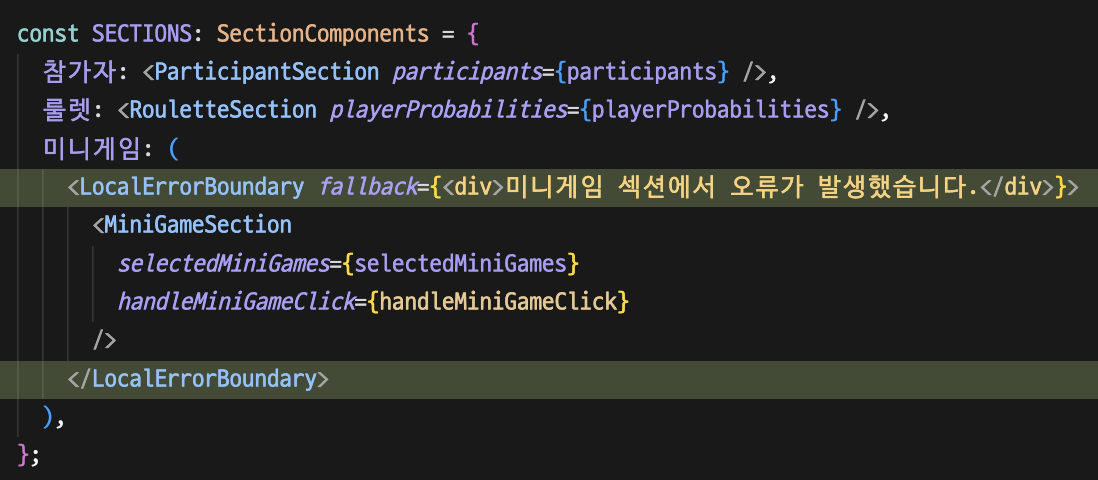 const SECTIONS: SectionComponents = {
참가자: <ParticipantSection participants={participants} />,
룰렛: <RouletteSection playerProbabilities={playerProbabilities} />,
미니게임: (
<LocalErrorBoundary fallback={<div>미니게임 섹션에서 오류가 발생했습니다.</div>}>
<MiniGameSection
selectedMiniGames={selectedMiniGames}
handleMiniGameClick={handleMiniGameClick}
/>
</LocalErrorBoundary>
),
};